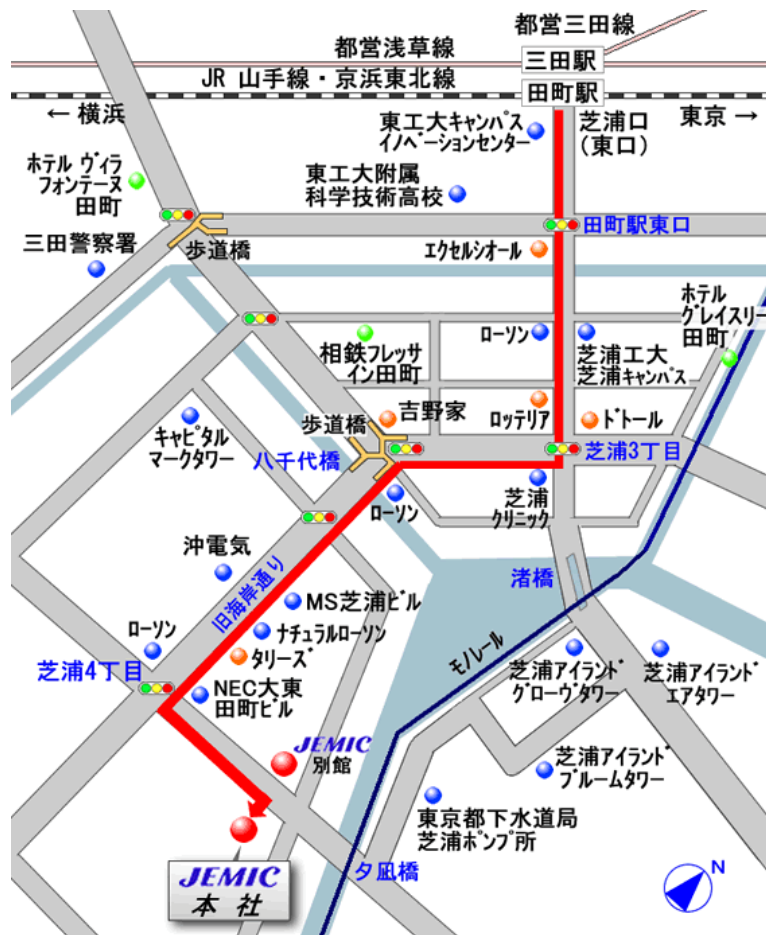 都営三田線
都営浅草線
三田駅
JR 山手線・京浜東北線
田町駅
← 横浜
東工大キャンパス
イノベーションセンター
芝浦口
(東口)
東京 →
ホテル ヴィラ
フォンテーヌ
田町
東工大附属
科学技術高校
三田警察署
歩道橋
田町駅東口
エクセルシオール
ホテル
グレイスリー
田町
相鉄フレッサ
イン田町
ローソン
芝浦工大
芝浦キャンパス
キャピタル
マークタワー
歩道橋
吉野家
ロッテリア
ドトール
八千代橋
芝浦3丁目
ローソン
芝浦
クリニック
沖電気
旧海岸通り
渚橋
MS芝浦ビル
ローソン
ナチュラルローソン
モノレール
タリーズ
芝浦4丁目
芝浦アイランド
グローヴタワー
芝浦アイランド
エアタワー
NEC大東
田町ビル
JEMIC
別館
芝浦アイランド
ブルームタワー
東京都下水道局
芝浦ポンプ所
夕凪橋
JEMIC
本 社
N